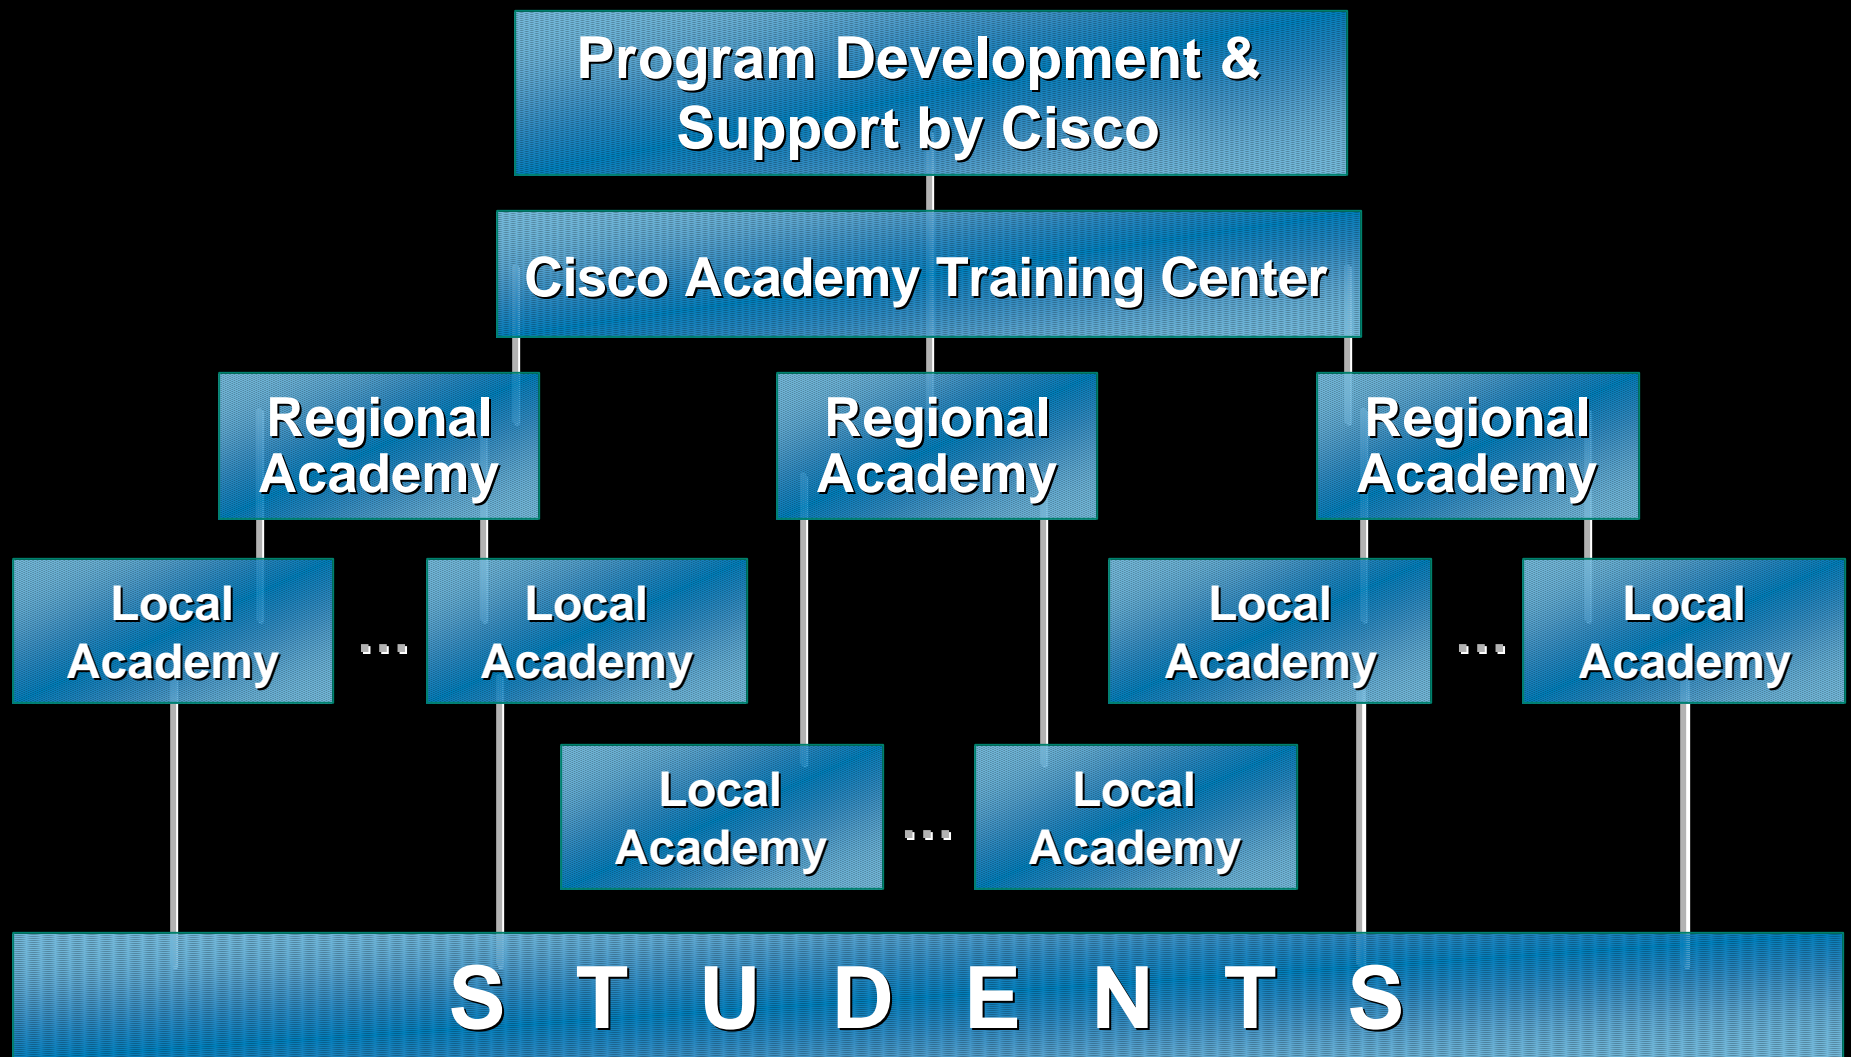 Program Development &
Support by Cisco
Cisco Academy Training Center
Regional
Academy
Regional
Academy
Regional
Academy
Local
Academy
...
Local
Academy
Local
Academy
...
Local
Academy
Local
Academy
...
Local
Academy
S T U D E N T S